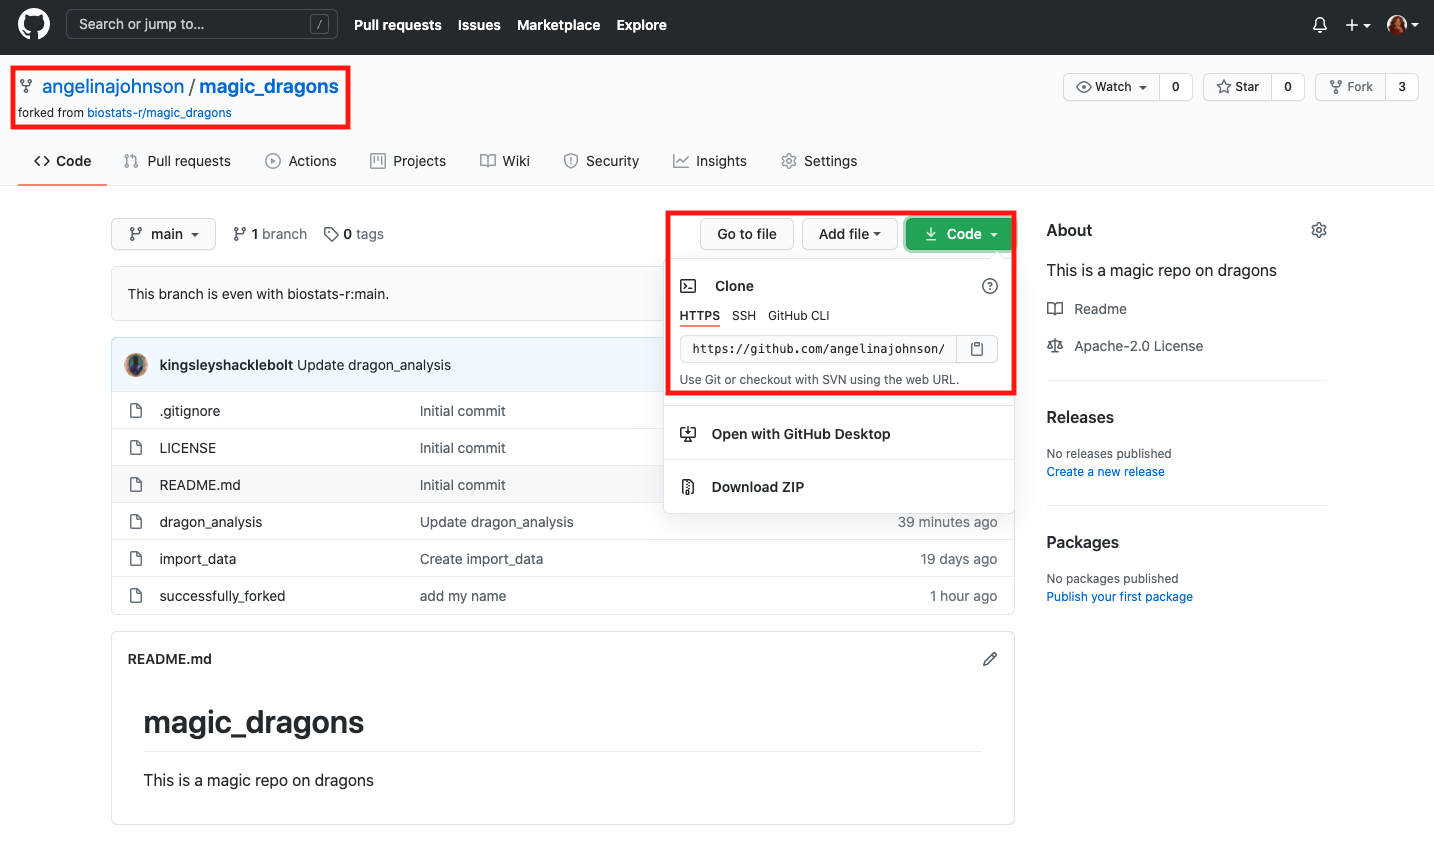 Search or jump to... / Pull requests Issues Marketplace Explore
angelinajohnson / magic_dragons
forked from biostats-r/magic_dragons
Watch 0 Star 0 Fork 3
Code Pull requests Actions Projects Wiki Security Insights Settings
main 1 branch 0 tags Go to file Add file Code
This branch is even with biostats-r:main.
Clone
HTTPS SSH GitHub CLI
https://github.com/angelinajohnson/
Use Git or checkout with SVN using the web URL.
Open with GitHub Desktop
Download ZIP
kingsleyshacklebolt Update dragon_analysis
.gitignore Initial commit
LICENSE Initial commit
README.md Initial commit
dragon_analysis Update dragon_analysis 39 minutes ago
import_data Create import_data 19 days ago
successfully_forked add my name 1 hour ago
README.md
magic_dragons
This is a magic repo on dragons
About
This is a magic repo on dragons
Readme
Apache-2.0 License
Releases
No releases published
Create a new release
Packages
No packages published
Publish your first package